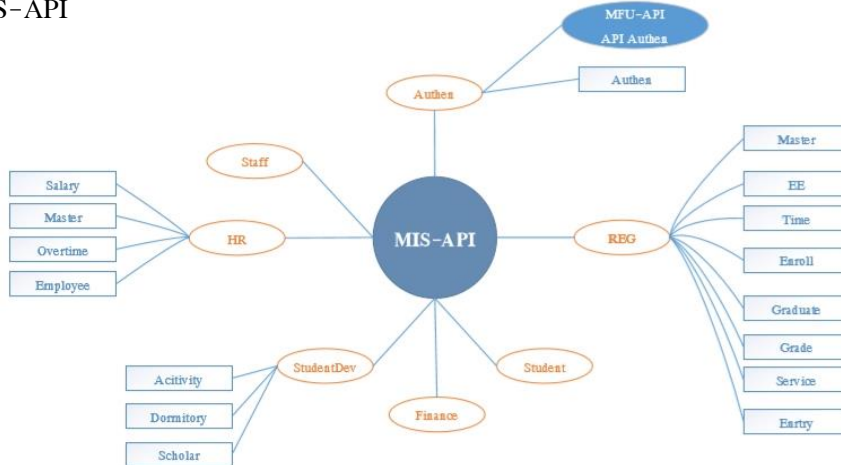 S-API
MFU-API
API Authen
Authen
Authen
Master
Staff
EE
Salary
Time
Master
HR
MIS-API
REG
Overtime
Enroll
Employee
Graduate
Grade
StudentDev
Student
Acitivity
Service
Dormitory
Finance
Enrtry
Scholar